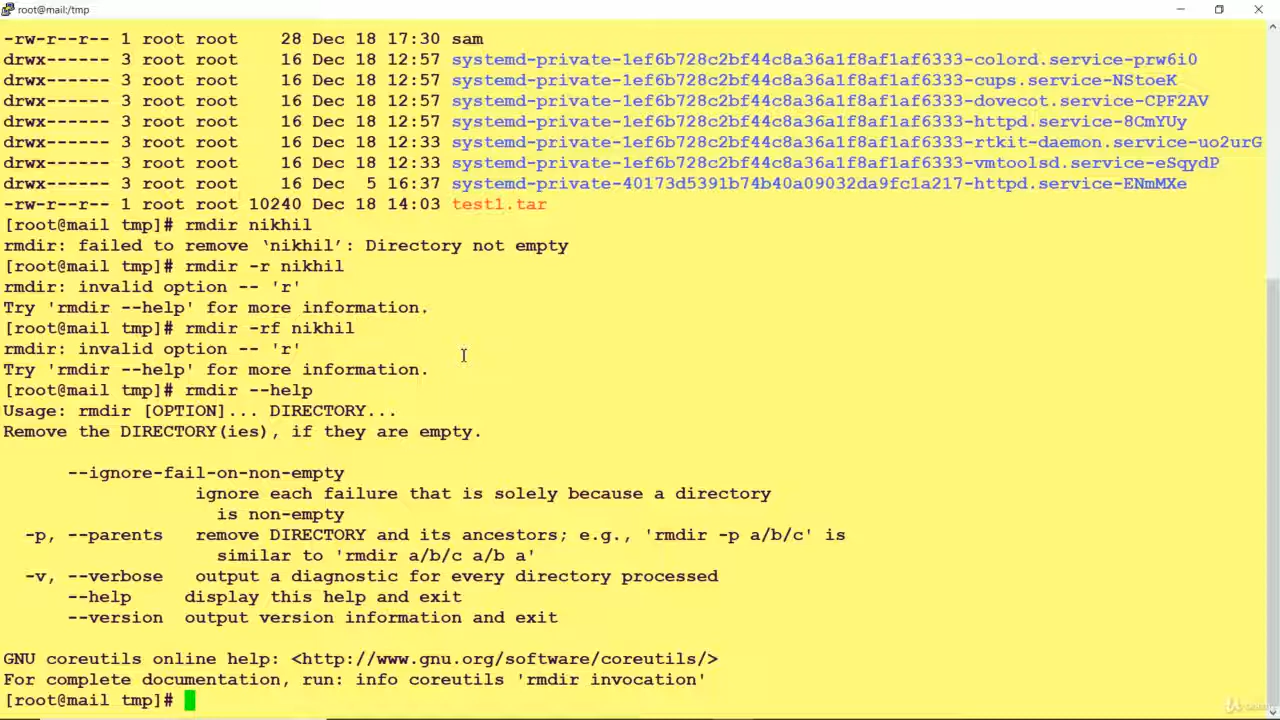 root@mail:/tmp
-rw-r--r-- 1 root root    28 Dec 18 17:30 sam
drwx------ 3 root root    16 Dec 18 12:57 systemd-private-1ef6b728c2bf44c8a36a1f8af1af6333-colord.service-prw6i0
drwx------ 3 root root    16 Dec 18 12:57 systemd-private-1ef6b728c2bf44c8a36a1f8af1af6333-cups.service-NStoeK
drwx------ 3 root root    16 Dec 18 12:57 systemd-private-1ef6b728c2bf44c8a36a1f8af1af6333-dovecot.service-CPF2AV
drwx------ 3 root root    16 Dec 18 12:57 systemd-private-1ef6b728c2bf44c8a36a1f8af1af6333-httpd.service-8CmYUy
drwx------ 3 root root    16 Dec 18 12:33 systemd-private-1ef6b728c2bf44c8a36a1f8af1af6333-rtkit-daemon.service-uo2urG
drwx------ 3 root root    16 Dec 18 12:33 systemd-private-1ef6b728c2bf44c8a36a1f8af1af6333-vmtoolsd.service-eSqydP
drwx------ 3 root root    16 Dec  5 16:37 systemd-private-40173d5391b74b40a09032da9fc1a217-httpd.service-ENmMXe
-rw-r--r-- 1 root root 10240 Dec 18 14:03 test1.tar
[root@mail tmp]# rmdir nikhil
rmdir: failed to remove ‘nikhil’: Directory not empty
[root@mail tmp]# rmdir -r nikhil
rmdir: invalid option -- 'r'
Try 'rmdir --help' for more information.
[root@mail tmp]# rmdir -rf nikhil
rmdir: invalid option -- 'r'
Try 'rmdir --help' for more information.
[root@mail tmp]# rmdir --help
Usage: rmdir [OPTION]... DIRECTORY...
Remove the DIRECTORY(ies), if they are empty.
      --ignore-fail-on-non-empty
                  ignore each failure that is solely because a directory
                    is non-empty
  -p, --parents   remove DIRECTORY and its ancestors; e.g., 'rmdir -p a/b/c' is
                    similar to 'rmdir a/b/c a/b a'
  -v, --verbose   output a diagnostic for every directory processed
      --help     display this help and exit
      --version  output version information and exit
GNU coreutils online help: <http://www.gnu.org/software/coreutils/>
For complete documentation, run: info coreutils 'rmdir invocation'
[root@mail tmp]#